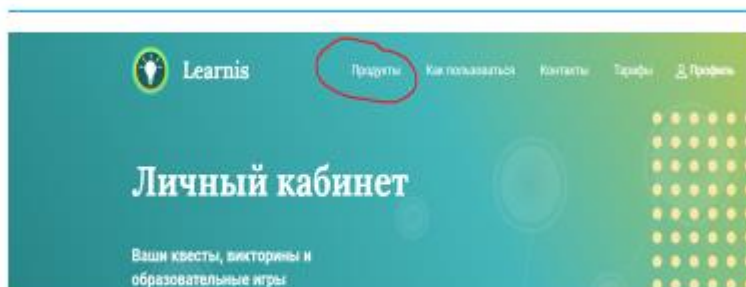 Learnis
Продукты Как пользоваться Контакты Тарифы Профиль
Личный кабинет
Ваши квесты, викторины и
образовательные игры